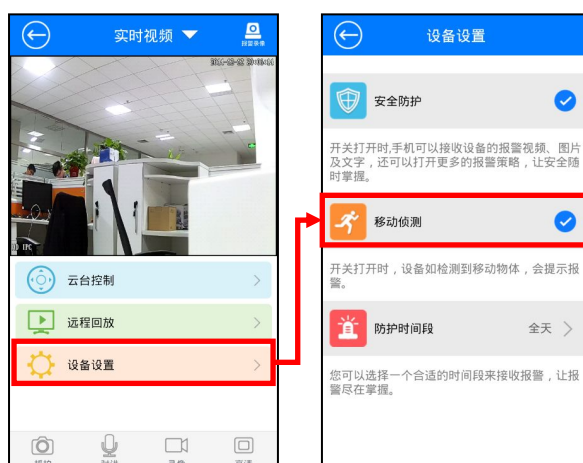 实时视频
报警录像
IPC
云台控制
远程回放
设备设置
设备设置
安全防护
开关打开时,手机可以接收设备的报警视频、图片
及文字，还可以打开更多的报警策略，让安全随
时掌握。
移动侦测
开关打开时，设备如检测到移动物体，会提示报
警。
防护时间段
全天
您可以选择一个合适的时间段来接收报警，让报
警尽在掌握。